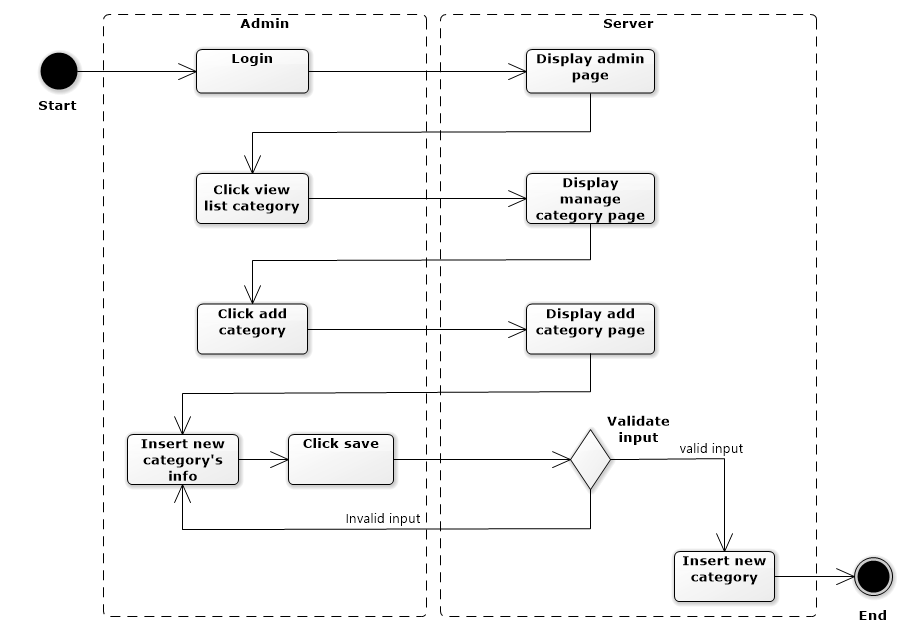 Admin
Server
Start
Login
Display admin
page
Click view
list category
Display
manage
category page
Click add
category
Display add
category page
Insert new
category's
info
Click save
Validate
input
valid input
Invalid input
Insert new
category
End